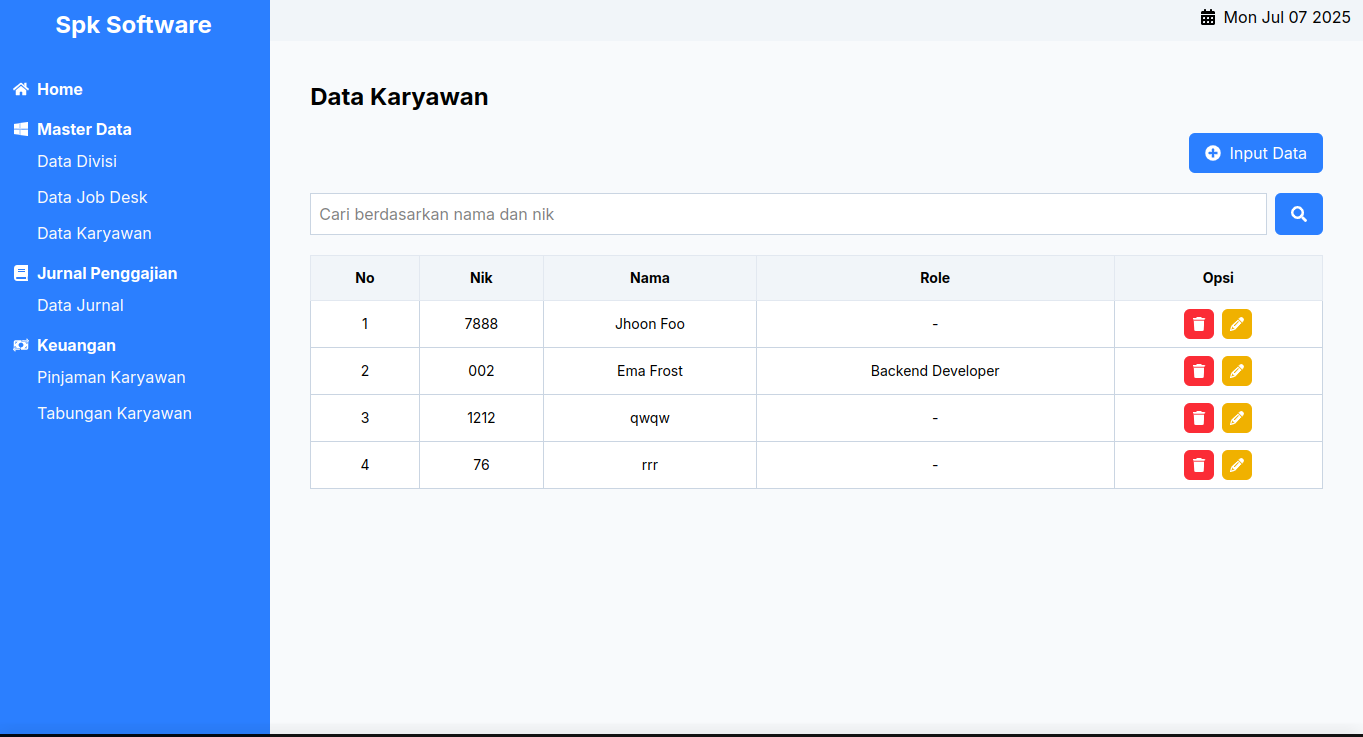 Spk Software
Mon Jul 07 2025
Home
Master Data
Data Divisi
Data Job Desk
Data Karyawan
Jurnal Penggajian
Data Jurnal
Keuangan
Pinjaman Karyawan
Tabungan Karyawan
Data Karyawan
Input Data
Cari berdasarkan nama dan nik
No Nik Nama Role Opsi
1 7888 Jhoon Foo -
2 002 Ema Frost Backend Developer
3 1212 qwqw -
4 76 rrr -